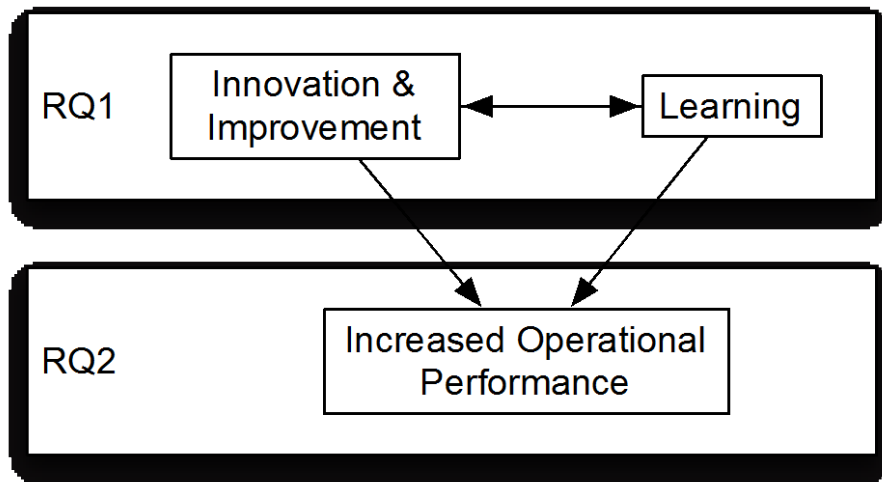 RQ1
Innovation &
Improvement
Learning
RQ2
Increased Operational
Performance